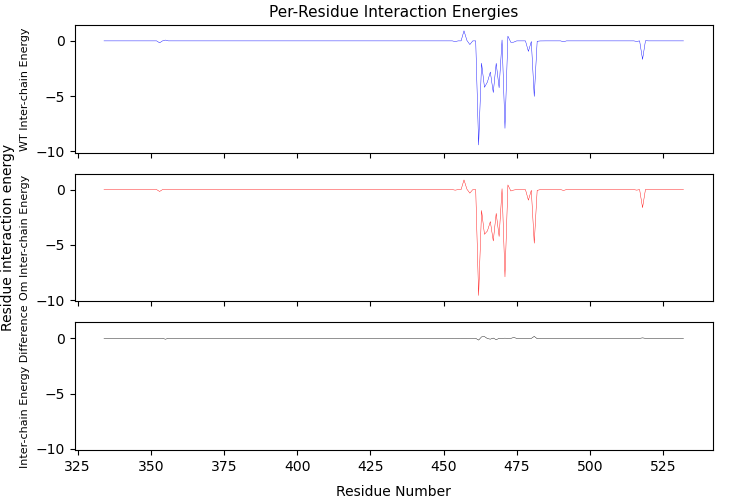 Per-Residue Interaction Energies
WT Inter-chain Energy
0
−5
−10
Residue interaction energy
Om Inter-chain Energy
0
−5
−10
Inter-chain Energy Difference
0
−5
−10
325 350 375 400 425 450 475 500 525
Residue Number